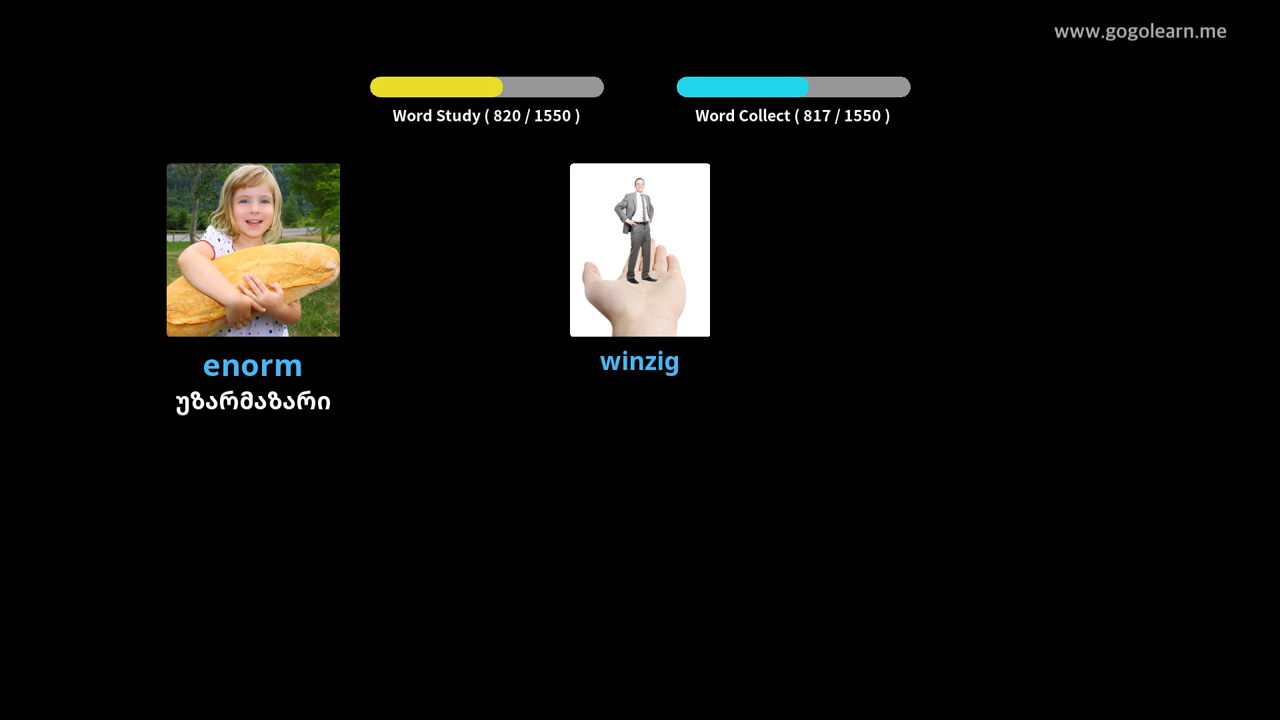 www.gogolearn.me
Word Study ( 820 / 1550 )
Word Collect ( 817 / 1550 )
enorm
უზარმაზარი
winzig